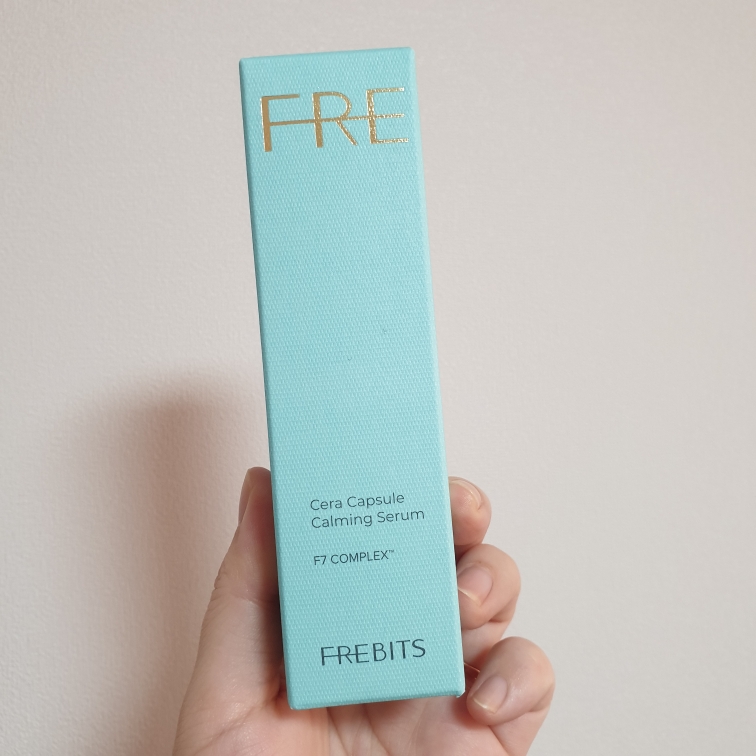 FRE
Cera Capsule
Calming Serum
F7 COMPLEX™
FREBITS